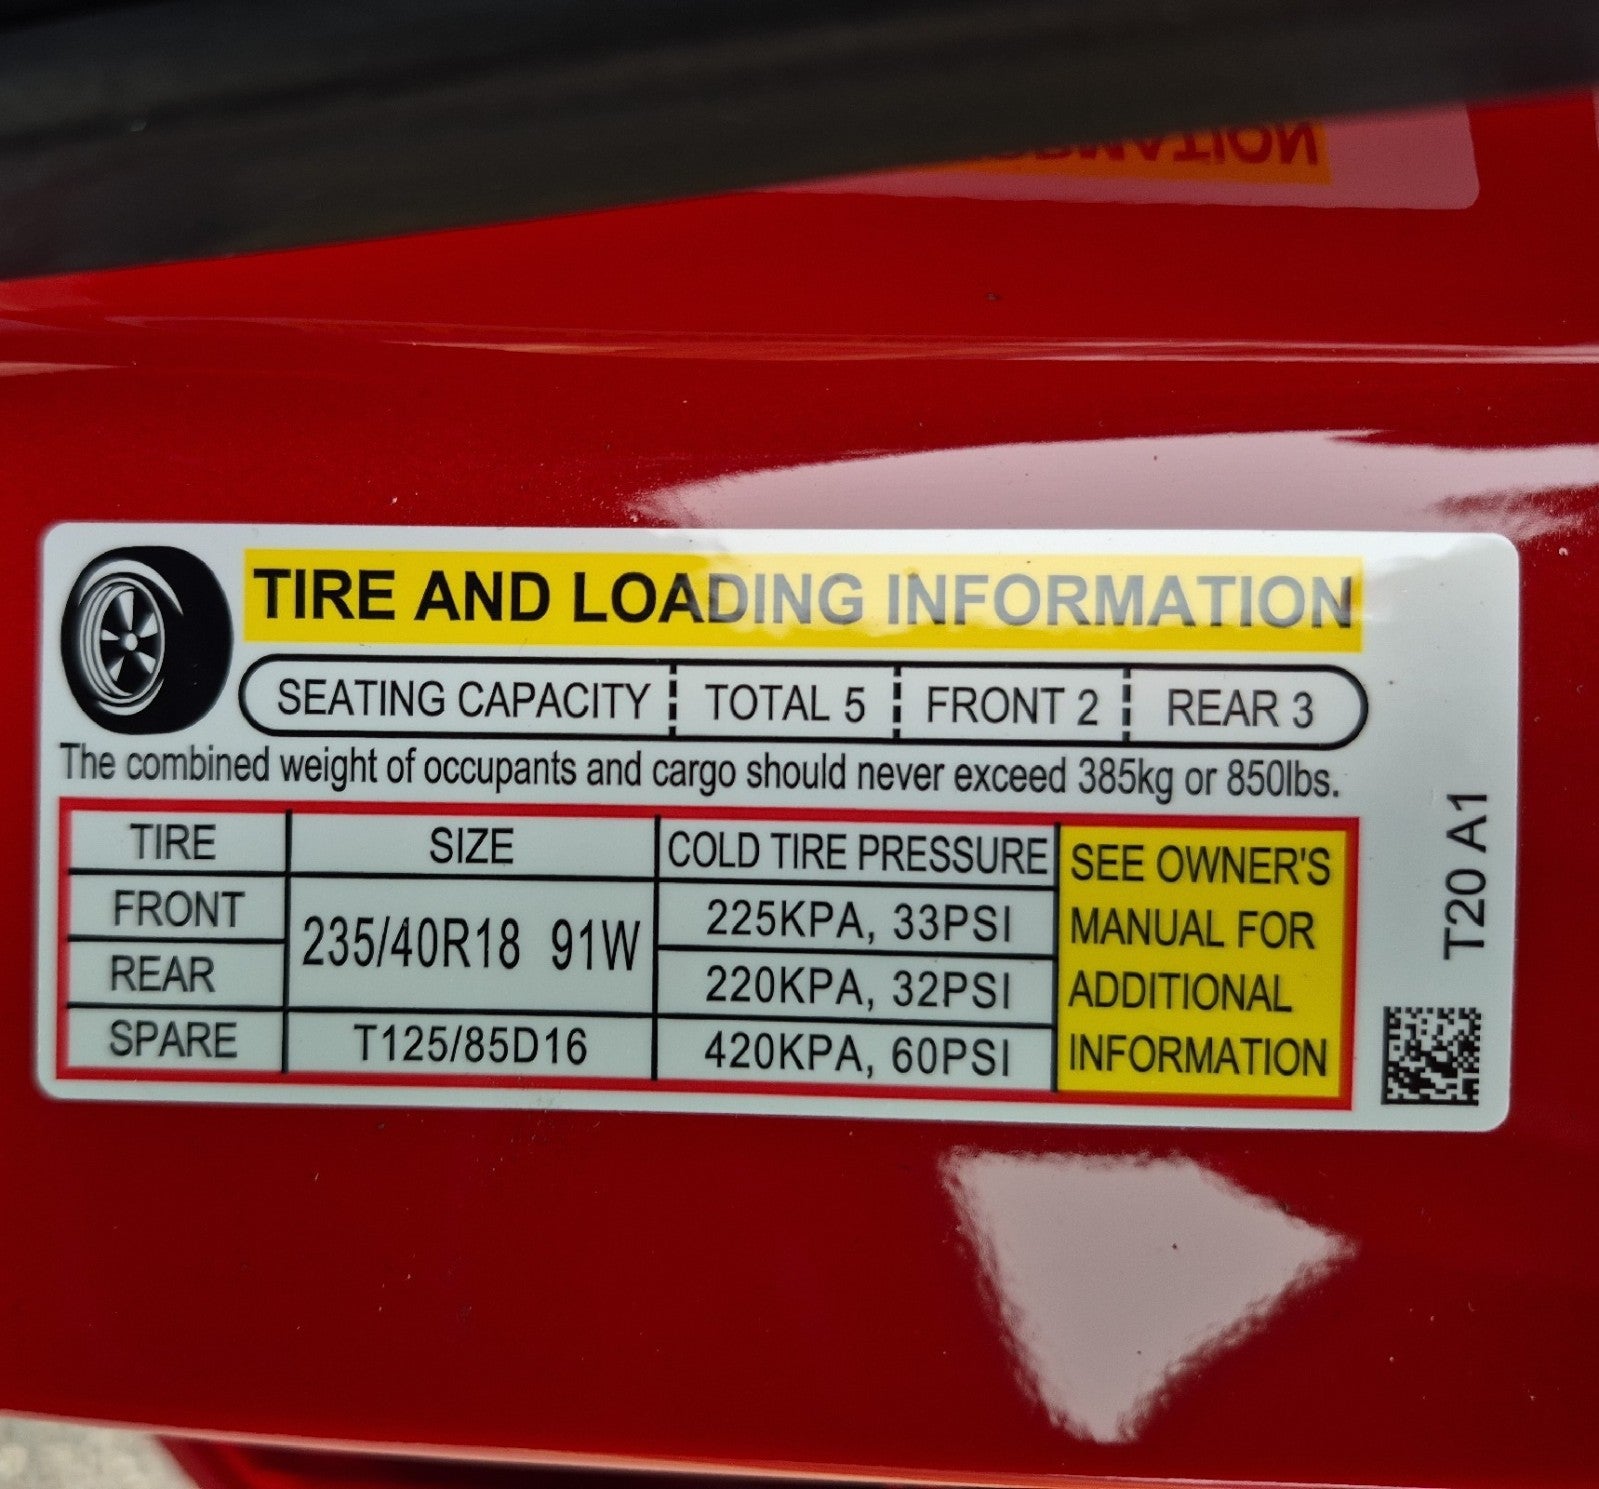 TIRE AND LOADING INFORMATION
SEATING CAPACITY TOTAL 5 FRONT 2 REAR 3
The combined weight of occupants and cargo should never exceed 385kg or 850lbs.
TIRE SIZE COLD TIRE PRESSURE
FRONT 235/40R18 91W 225KPA, 33PSI
REAR 220KPA, 32PSI
SPARE T125/85D16 420KPA, 60PSI
SEE OWNER'S
MANUAL FOR
ADDITIONAL
INFORMATION
T20 A1